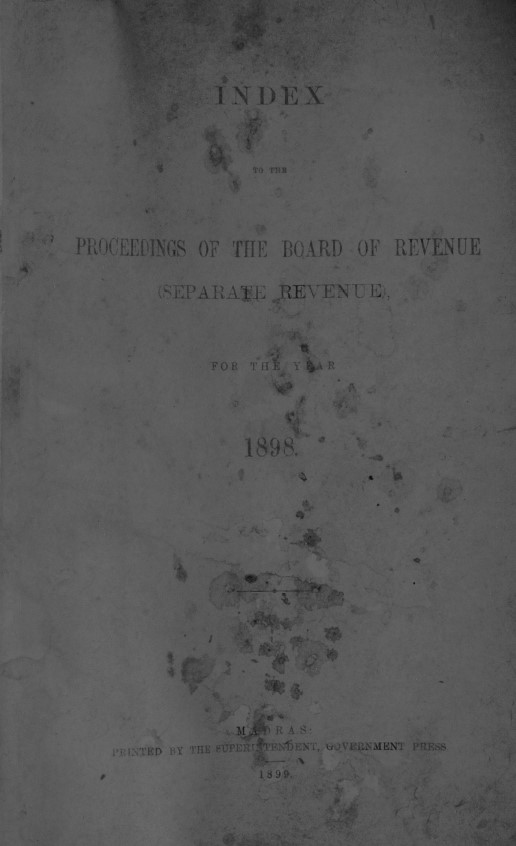 INDEX
TO THE
PROCEEDINGS OF THE BOARD OF REVENUE
(SEPARATE REVENUE),
FOR THE YEAR
1898.
MADRAS:
PRINTED BY THE SUPERINTENDENT, GOVERNMENT PRESS
1899.